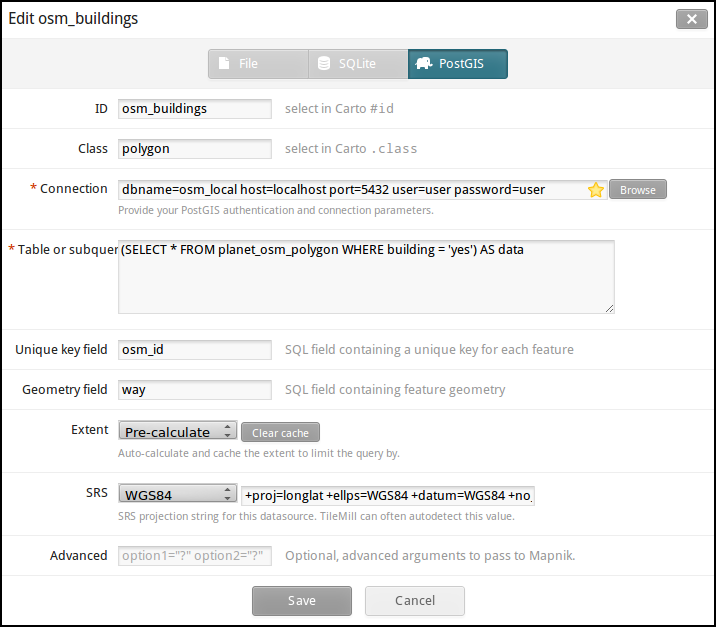 Edit osm_buildings
File SQLite PostGIS
ID osm_buildings select in Carto #id
Class polygon select in Carto .class
* Connection dbname=osm_local host=localhost port=5432 user=user password=user Browse
Provide your PostGIS authentication and connection parameters.
* Table or subquer (SELECT * FROM planet_osm_polygon WHERE building = 'yes') AS data
Unique key field osm_id SQL field containing a unique key for each feature
Geometry field way SQL field containing feature geometry
Extent Pre-calculate Clear cache
Auto-calculate and cache the extent to limit the query by.
SRS WGS84 +proj=longlat +ellps=WGS84 +datum=WGS84 +no_
SRS projection string for this datasource. TileMill can often autodetect this value.
Advanced option1="?" option2="?" Optional, advanced arguments to pass to Mapnik.
Save Cancel